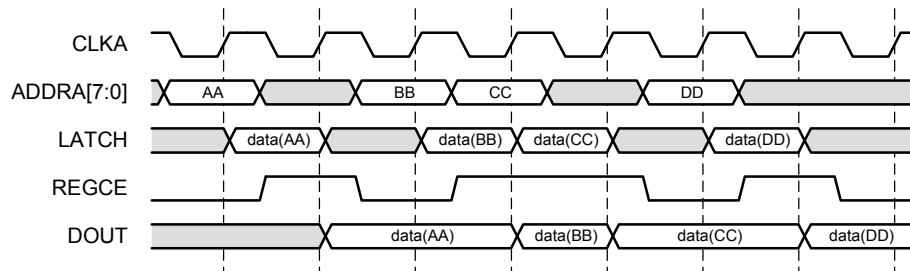 CLKA
ADDRA[7:0] AA BB CC DD
LATCH data(AA) data(BB) data(CC) data(DD)
REGCE
DOUT data(AA) data(BB) data(CC) data(DD)